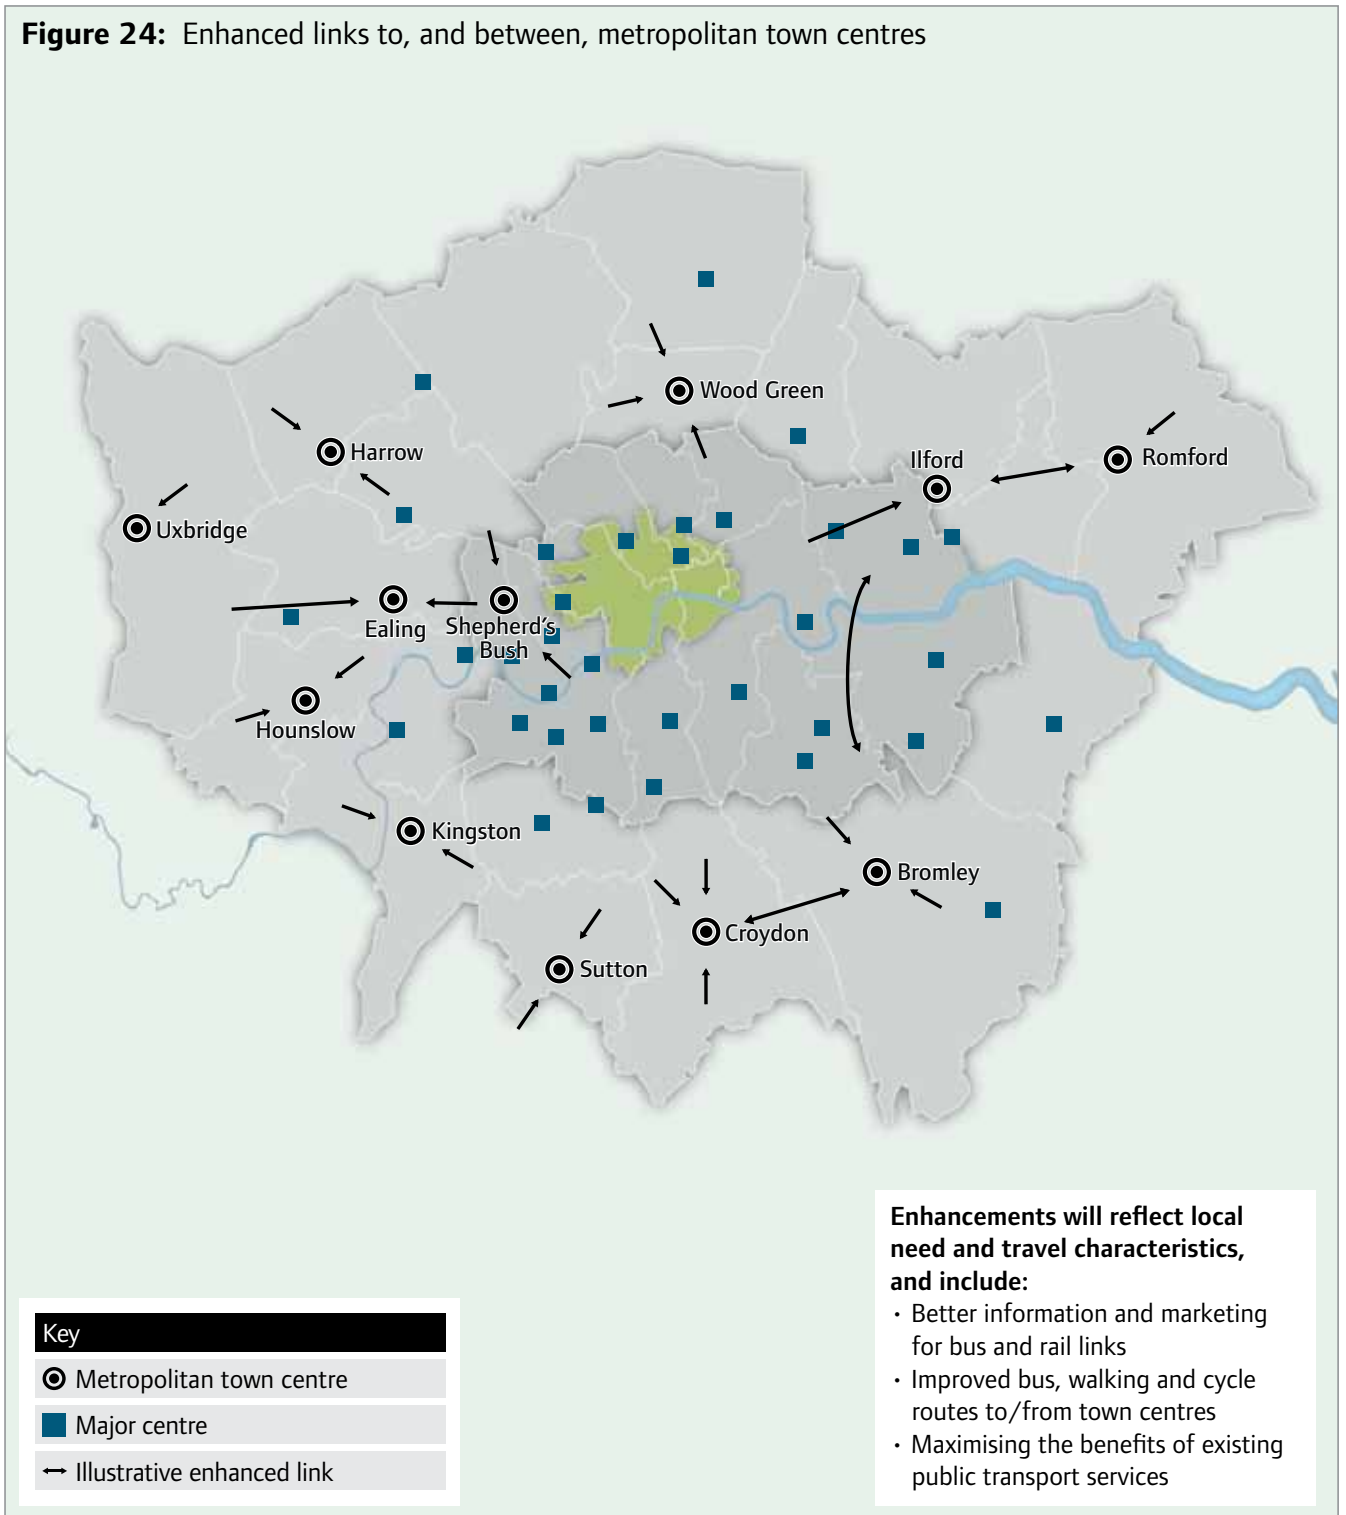 Figure 24: Enhanced links to, and between, metropolitan town centres
Wood Green
Harrow
Ilford
Romford
Uxbridge
Ealing
Shepherd's
Bush
Hounslow
Kingston
Bromley
Croydon
Sutton
Enhancements will reflect local
need and travel characteristics,
and include:
· Better information and marketing
for bus and rail links
· Improved bus, walking and cycle
routes to/from town centres
· Maximising the benefits of existing
public transport services
Key
Metropolitan town centre
Major centre
Illustrative enhanced link